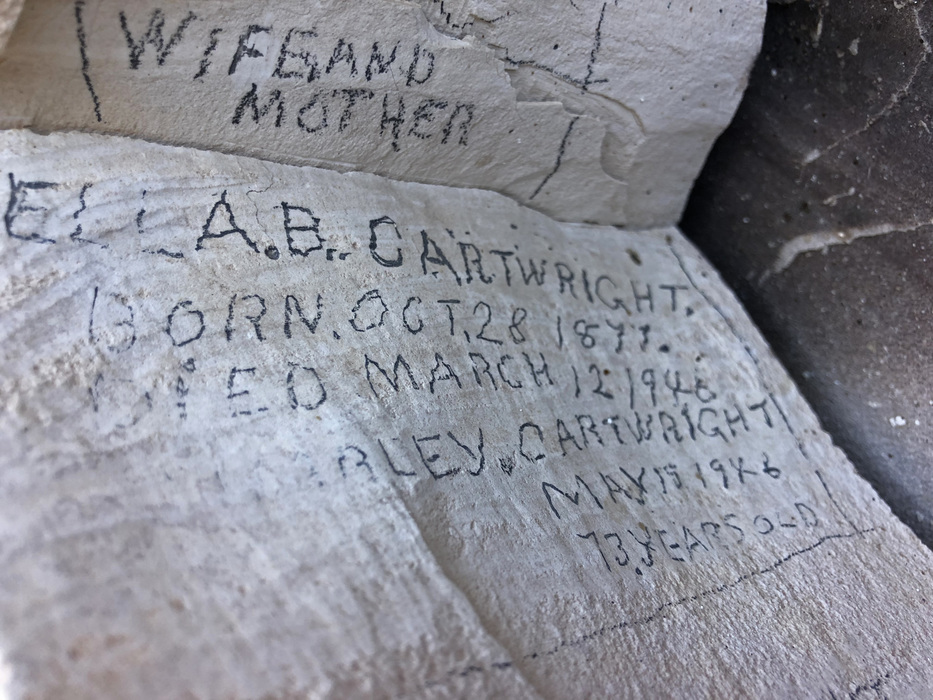 WIFE AND
MOTHER
ELLA.B. CARTWRIGHT.
BORN. OCT.28 1877.
DIED MARCH 12 1946
CARTWRIGHT
MAY 19 1946
73. YEARS OLD